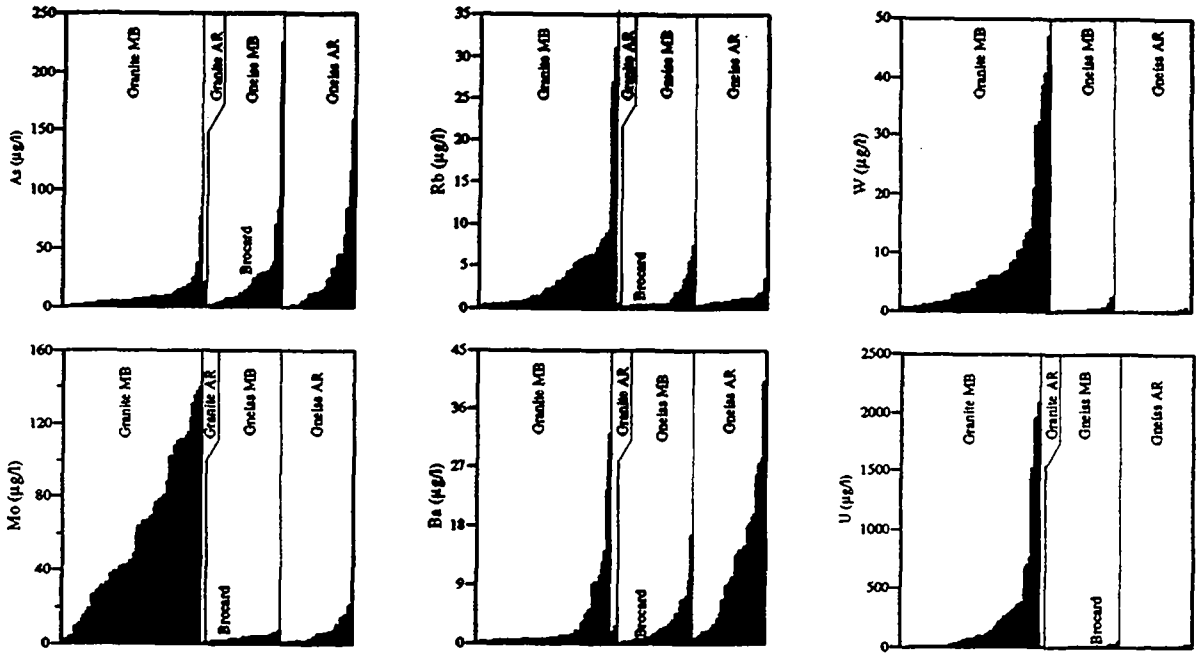 As (µg/l)
250
200
150
100
50
0
Granite MB
Granite AR
Gneiss MB
Gneiss AR
Brocard
Rb (µg/l)
35
30
25
20
15
10
5
0
Granite MB
Granite AR
Gneiss MB
Gneiss AR
Brocard
W (µg/l)
50
40
30
20
10
0
Granite MB
Gneiss MB
Gneiss AR
Mo (µg/l)
160
120
80
40
0
Granite MB
Granite AR
Gneiss MB
Gneiss AR
Brocard
Ba (µg/l)
45
36
27
18
9
0
Granite MB
Granite AR
Gneiss MB
Gneiss AR
Brocard
U (µg/l)
2500
2000
1500
1000
500
0
Granite MB
Granite AR
Gneiss MB
Gneiss AR
Brocard